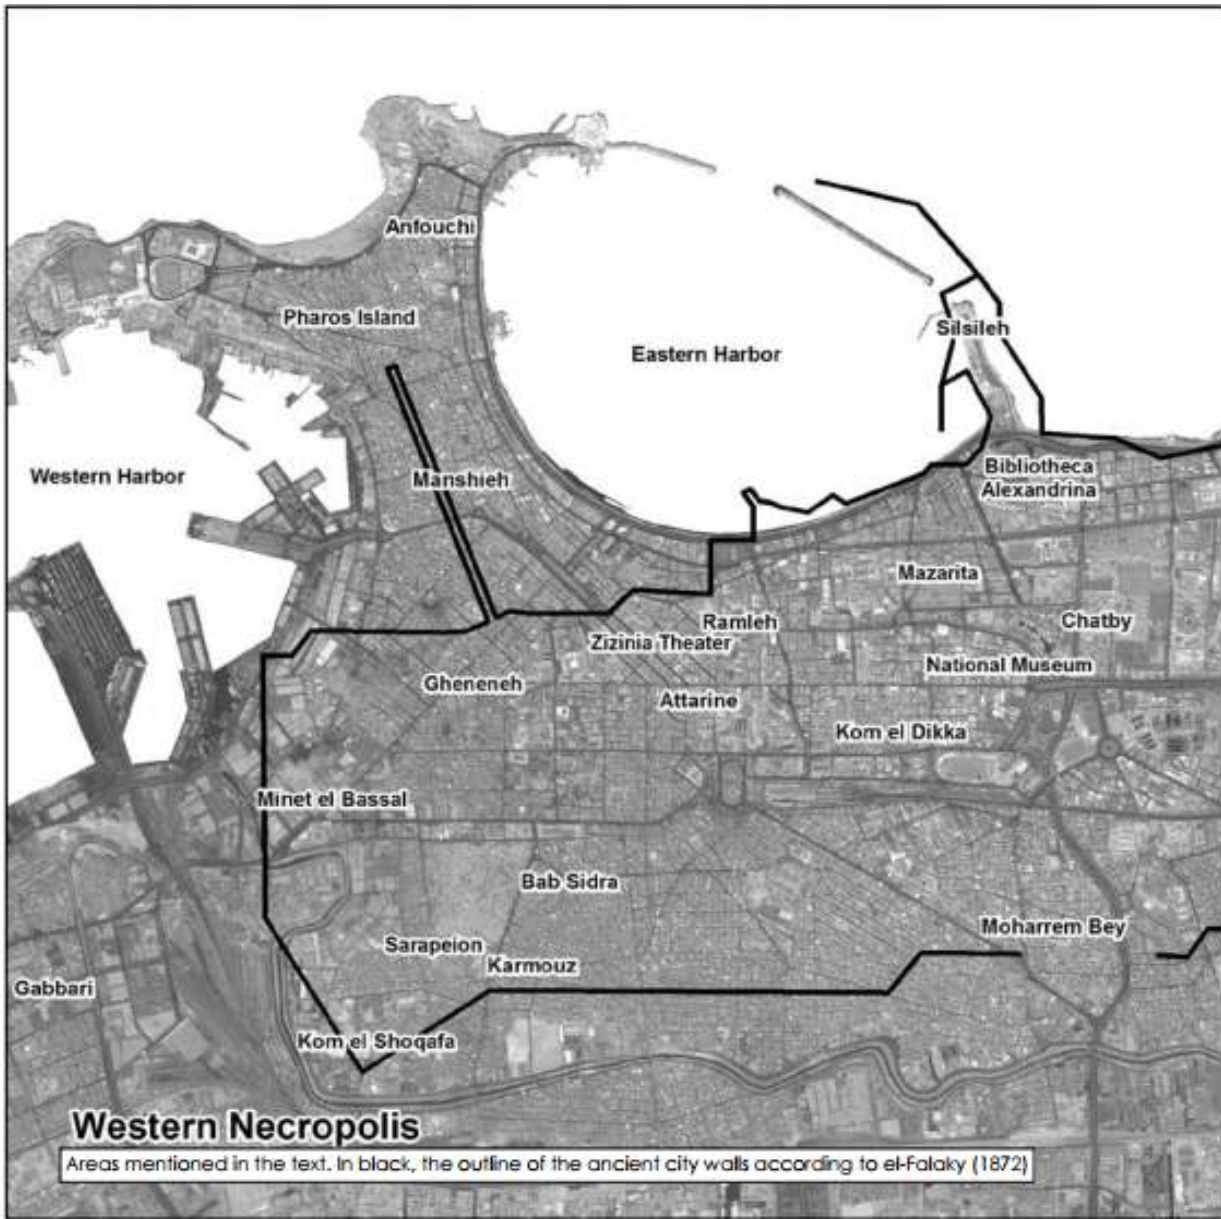 Anfouchi
Pharos Island
Silsileh
Eastern Harbor
Western Harbor
Manshieh
Bibliotheca
Alexandrina
Mazarita
Ramleh
Chatby
Zizinia Theater
National Museum
Gheneneh
Attarine
Kom el Dikka
Minet el Bassal
Bab Sidra
Moharrem Bey
Sarapeion
Karmouz
Gabbari
Kom el Shoqafa
Western Necropolis
Areas mentioned in the text. In black, the outline of the ancient city walls according to el-Falaky (1872)